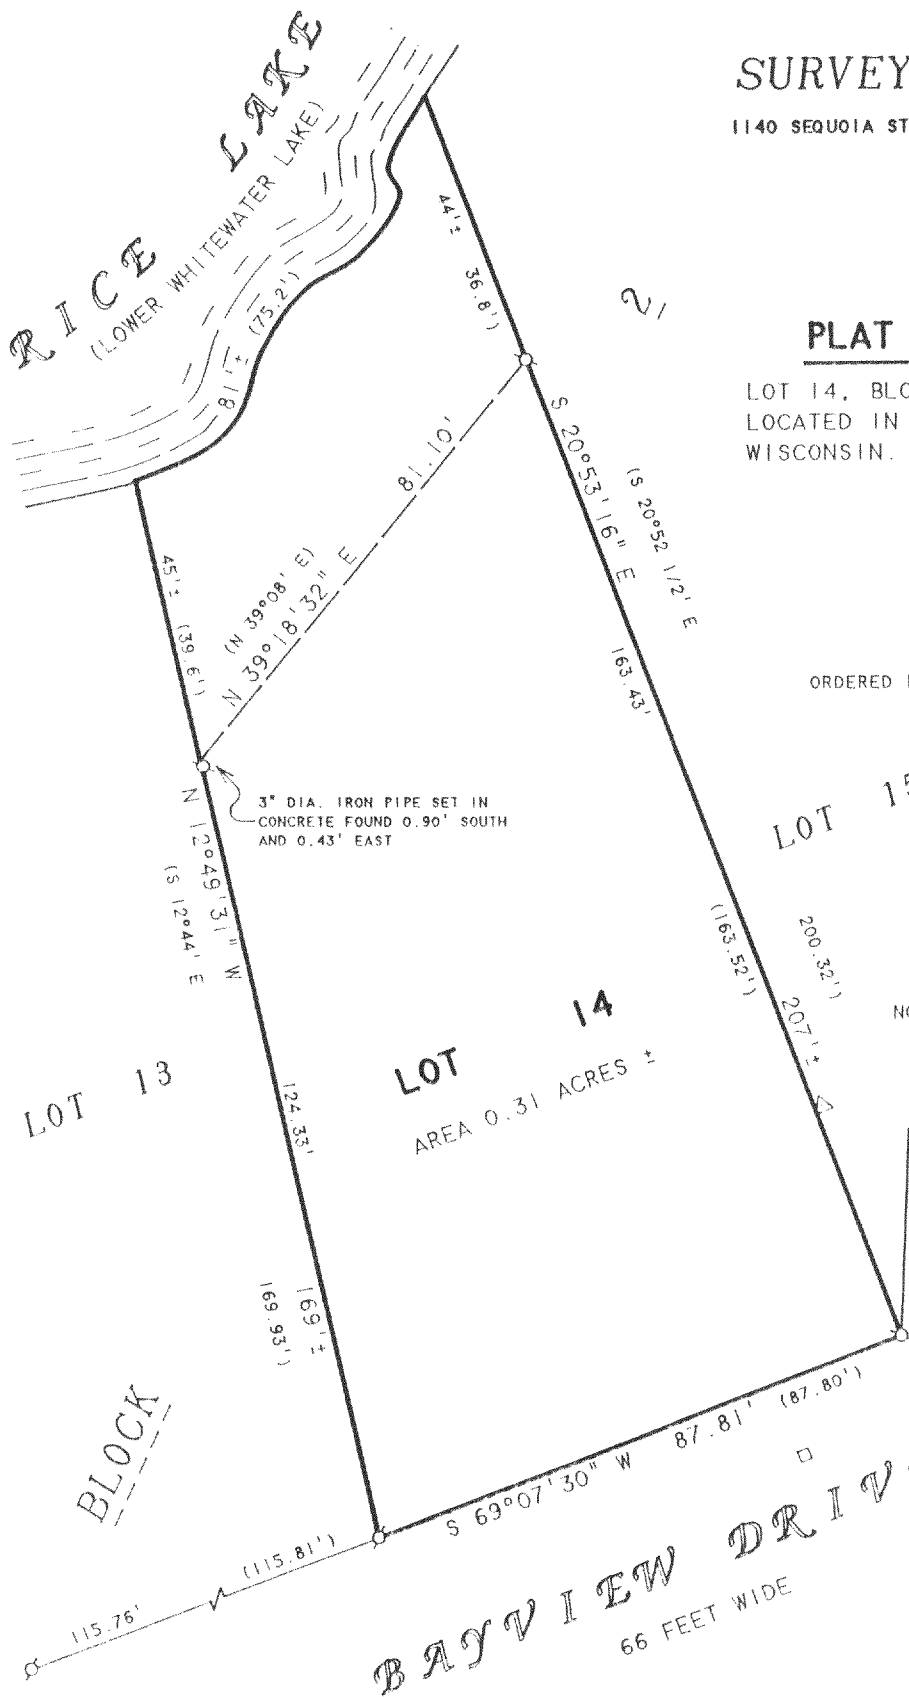 SURVEY
1140 SEQUOIA ST
RICE LAKE
(LOWER WHITEWATER LAKE)
44'±
36.8')
2
PLAT
LOT 14, BLO
LOCATED IN
WISCONSIN.
81'± (75.2')
81.10'
S 20°53'16" E
(S 20°52 1/2' E
45'±
(39.6')
(N 39°08' E)
N 39°18'32" E
163.43'
ORDERED
3" DIA. IRON PIPE SET IN
CONCRETE FOUND 0.90' SOUTH
AND 0.43' EAST
LOT 15
N 12°49'31" W
(S 12°44' E
(163.52')
200.32')
207'±
NO
LOT 14
AREA 0.31 ACRES ±
LOT 13
124.33'
169'±
169.93')
BLOCK
87.81' (87.80')
S 69°07'30" W
(115.81')
115.76'
BAYVIEW DRIV
66 FEET WIDE